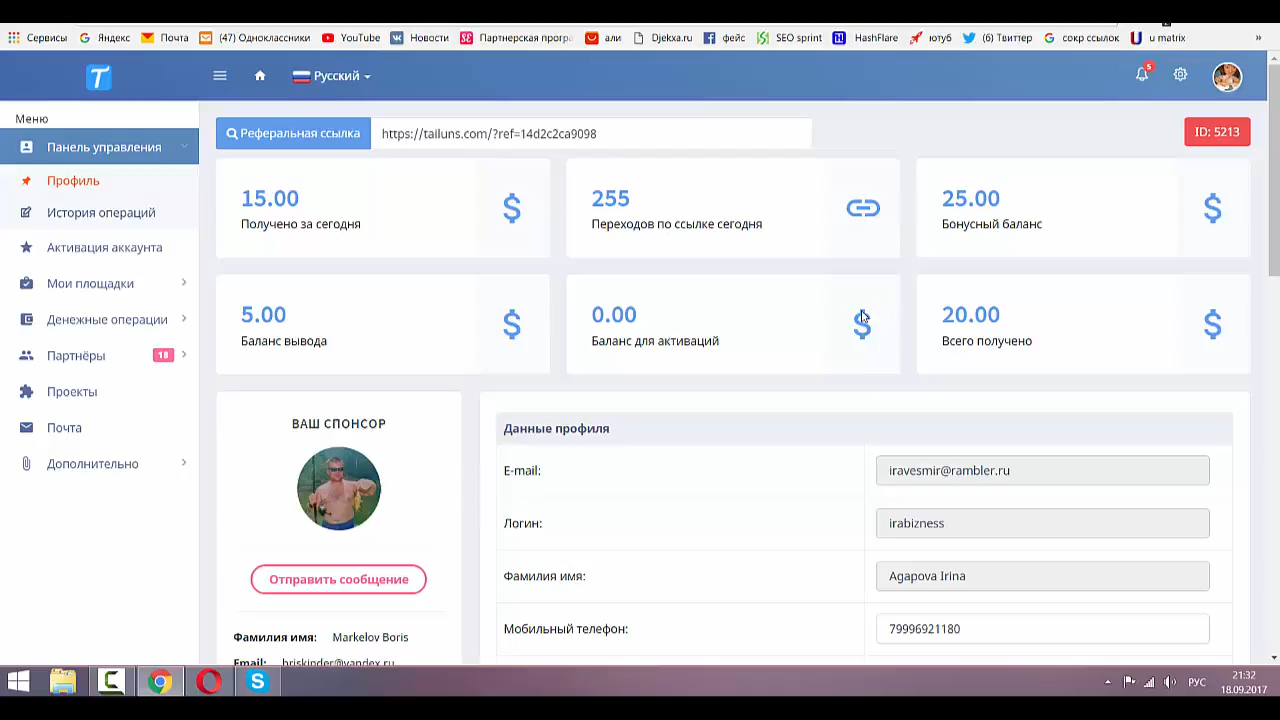 Сервисы Яндекс Почта (47) Одноклассники YouTube Новости Партнерская програ али Djekxa.ru фейс SEO sprint HashFlare ютуб (6) Твиттер сокр ссылок u matrix »
T Русский 5
Меню
Реферальная ссылка https://tailuns.com/?ref=14d2c2ca9098 ID: 5213
Панель управления
Профиль
История операций
Активация аккаунта
Мои площадки
Денежные операции
Партнёры 18
Проекты
Почта
Дополнительно
15.00
Получено за сегодня
255
Переходов по ссылке сегодня
25.00
Бонусный баланс
5.00
Баланс вывода
0.00
Баланс для активаций
20.00
Всего получено
ВАШ СПОНСОР
Отправить сообщение
Фамилия имя: Markelov Boris
Email: briskinder@yandex.ru
Данные профиля
E-mail: iravesmir@rambler.ru
Логин: irabizness
Фамилия имя: Agapova Irina
Мобильный телефон: 79996921180
РУС
21:32
18.09.2017